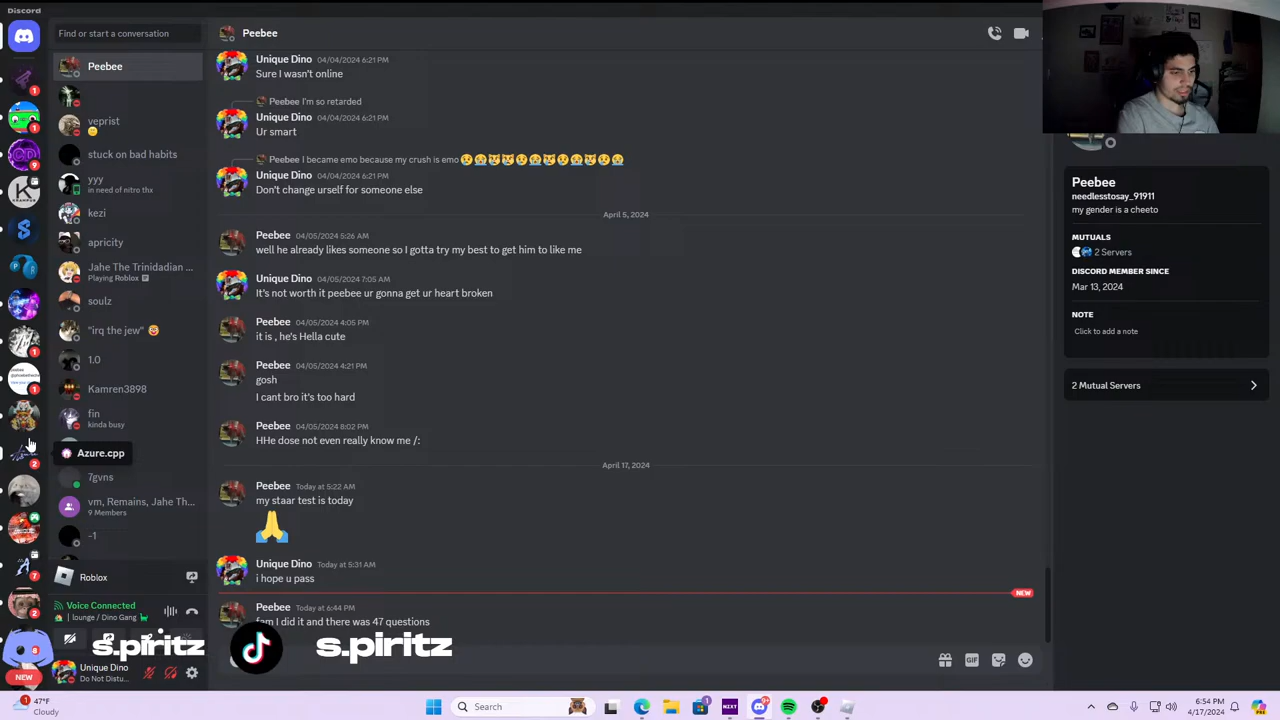 Discord
Find or start a conversation
Peebee
veprist
stuck on bad habits
yyy
in need of nitro thx
kezi
apricity
Jahe The Trinidadian ...
Playing Roblox
soulz
"irq the jew"
1.0
Kamren3898
fin
kinda busy
Azure.cpp
7gvns
vm, Remains, Jahe Th...
9 Members
-1
Roblox
Voice Connected
lounge / Dino Gang
s.piritz
Unique Dino
Do Not Distu...
NEW
1
1
9
1
1
2
7
2
8
Peebee
Unique Dino 04/04/2024 6:21 PM
Sure I wasn't online
Peebee I'm so retarded
Unique Dino 04/04/2024 6:21 PM
Ur smart
Peebee I became emo because my crush is emo
Unique Dino 04/04/2024 6:21 PM
Don't change urself for someone else
April 5, 2024
Peebee 04/05/2024 5:26 AM
well he already likes someone so I gotta try my best to get him to like me
Unique Dino 04/05/2024 7:05 AM
It's not worth it peebee ur gonna get ur heart broken
Peebee 04/05/2024 4:05 PM
it is , he's Hella cute
Peebee 04/05/2024 4:21 PM
gosh
I cant bro it's too hard
Peebee 04/05/2024 8:02 PM
HHe dose not even really know me /:
April 17, 2024
Peebee Today at 5:22 AM
my staar test is today
Unique Dino Today at 5:31 AM
i hope u pass
NEW
Peebee Today at 6:44 PM
fam I did it and there was 47 questions
s.piritz
GIF
Peebee
needlesstosay_91911
my gender is a cheeto
MUTUALS
2 Servers
DISCORD MEMBER SINCE
Mar 13, 2024
NOTE
Click to add a note
2 Mutual Servers
47°F
Cloudy
Search
6:54 PM
4/17/2024